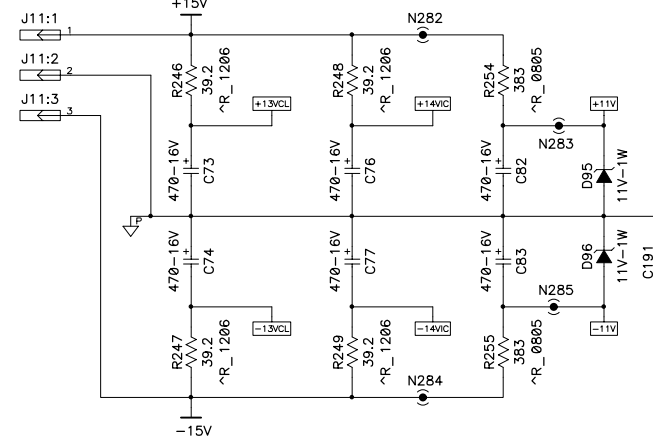 +15V
J11:1
1
N282
J11:2
2
J11:3
3
R246
39.2
^R_1206
R248
39.2
^R_1206
R254
383
^R_0805
+13VCL
+14VIC
+11V
N283
470-16V
+
C73
470-16V
+
C76
470-16V
+
C82
D95
11V-1W
P
470-16V
+
C74
470-16V
+
C77
470-16V
+
C83
D96
11V-1W
C191
N285
-13VCL
-14VIC
-11V
R247
39.2
^R_1206
R249
39.2
^R_1206
R255
383
^R_0805
N284
-15V